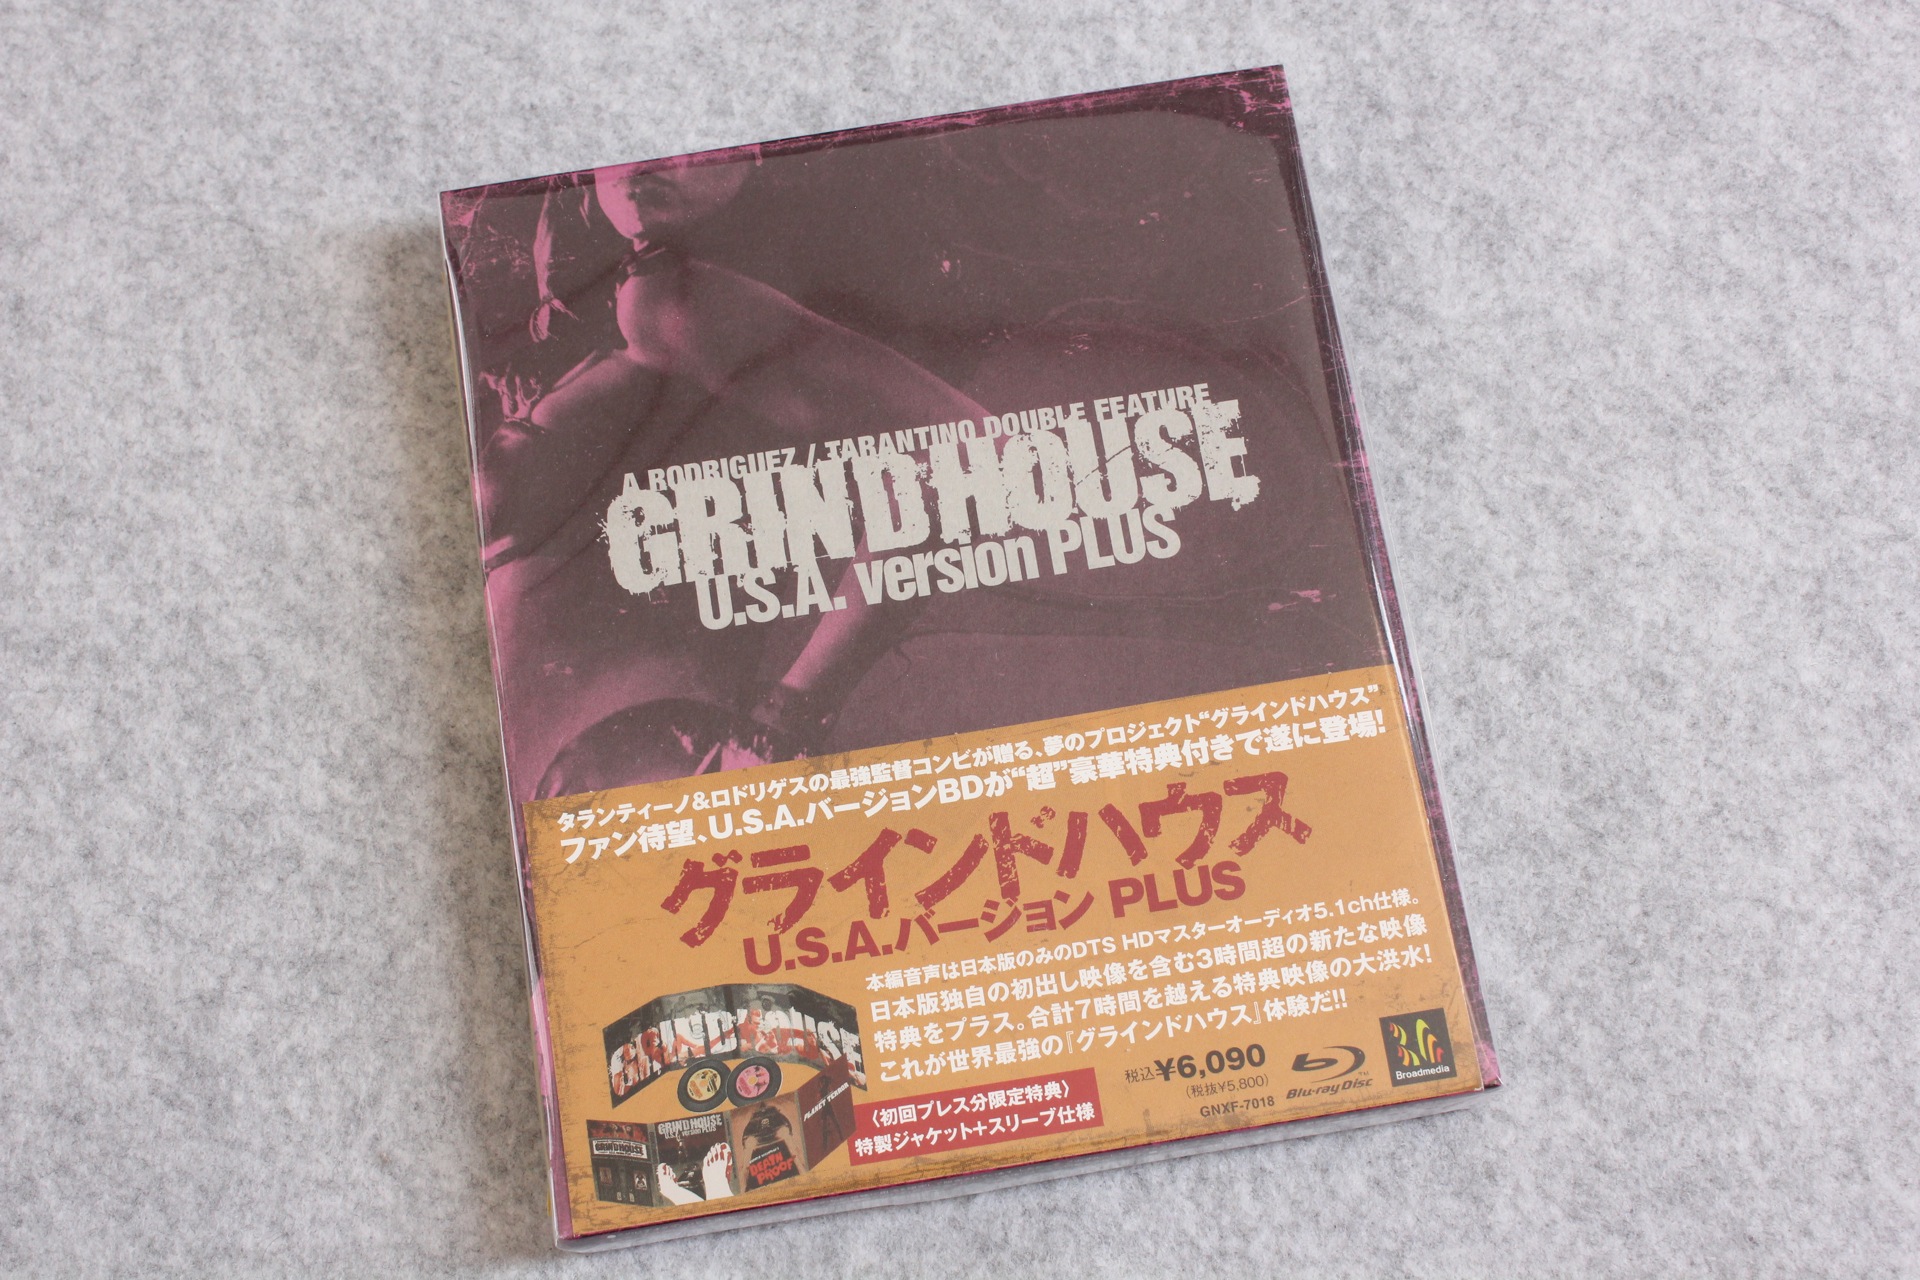 A RODRIGUEZ / TARANTINO DOUBLE FEATURE
GRINDHOUSE
U.S.A. version PLUS
タランティーノ&ロドリゲスの最強監督コンビが贈る、夢のプロジェクト“グラインドハウス”
ファン待望、U.S.A.バージョンBDが“超”豪華特典付きで遂に登場!
グラインドハウス
U.S.A.バージョン PLUS
本編音声は日本版のみのDTS HDマスターオーディオ5.1ch仕様。
日本版独自の初出し映像を含む3時間超の新たな映像
特典をプラス。合計7時間を越える特典映像の大洪水!
これが世界最強の『グラインドハウス』体験だ!!
GRINDHOUSE
GRINDHOUSE
GRINDHOUSE
U.S.A. version PLUS
DEATH PROOF
PLANET TERROR
〈初回プレス分限定特典〉
特製ジャケット+スリーブ仕様
税込¥6,090
(税抜¥5,800)
GNXF-7018
Blu-ray Disc
TM
Broadmedia